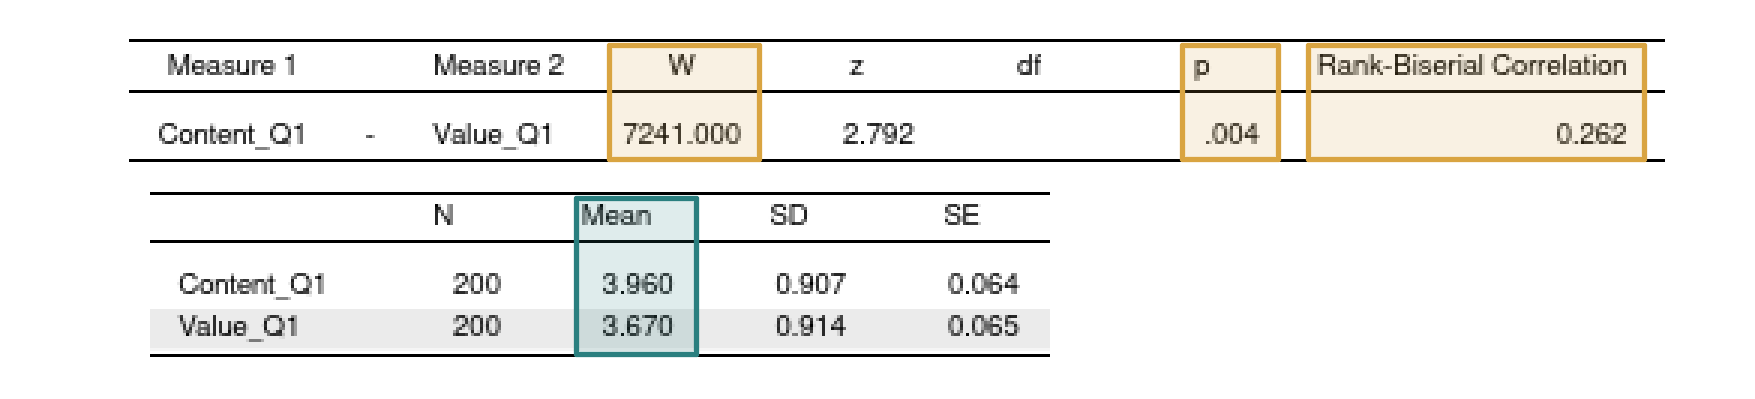 Measure 1 Measure 2 W z df p Rank-Biserial Correlation
Content_Q1 - Value_Q1 7241.000 2.792 .004 0.262
N Mean SD SE
Content_Q1 200 3.960 0.907 0.064
Value_Q1 200 3.670 0.914 0.065